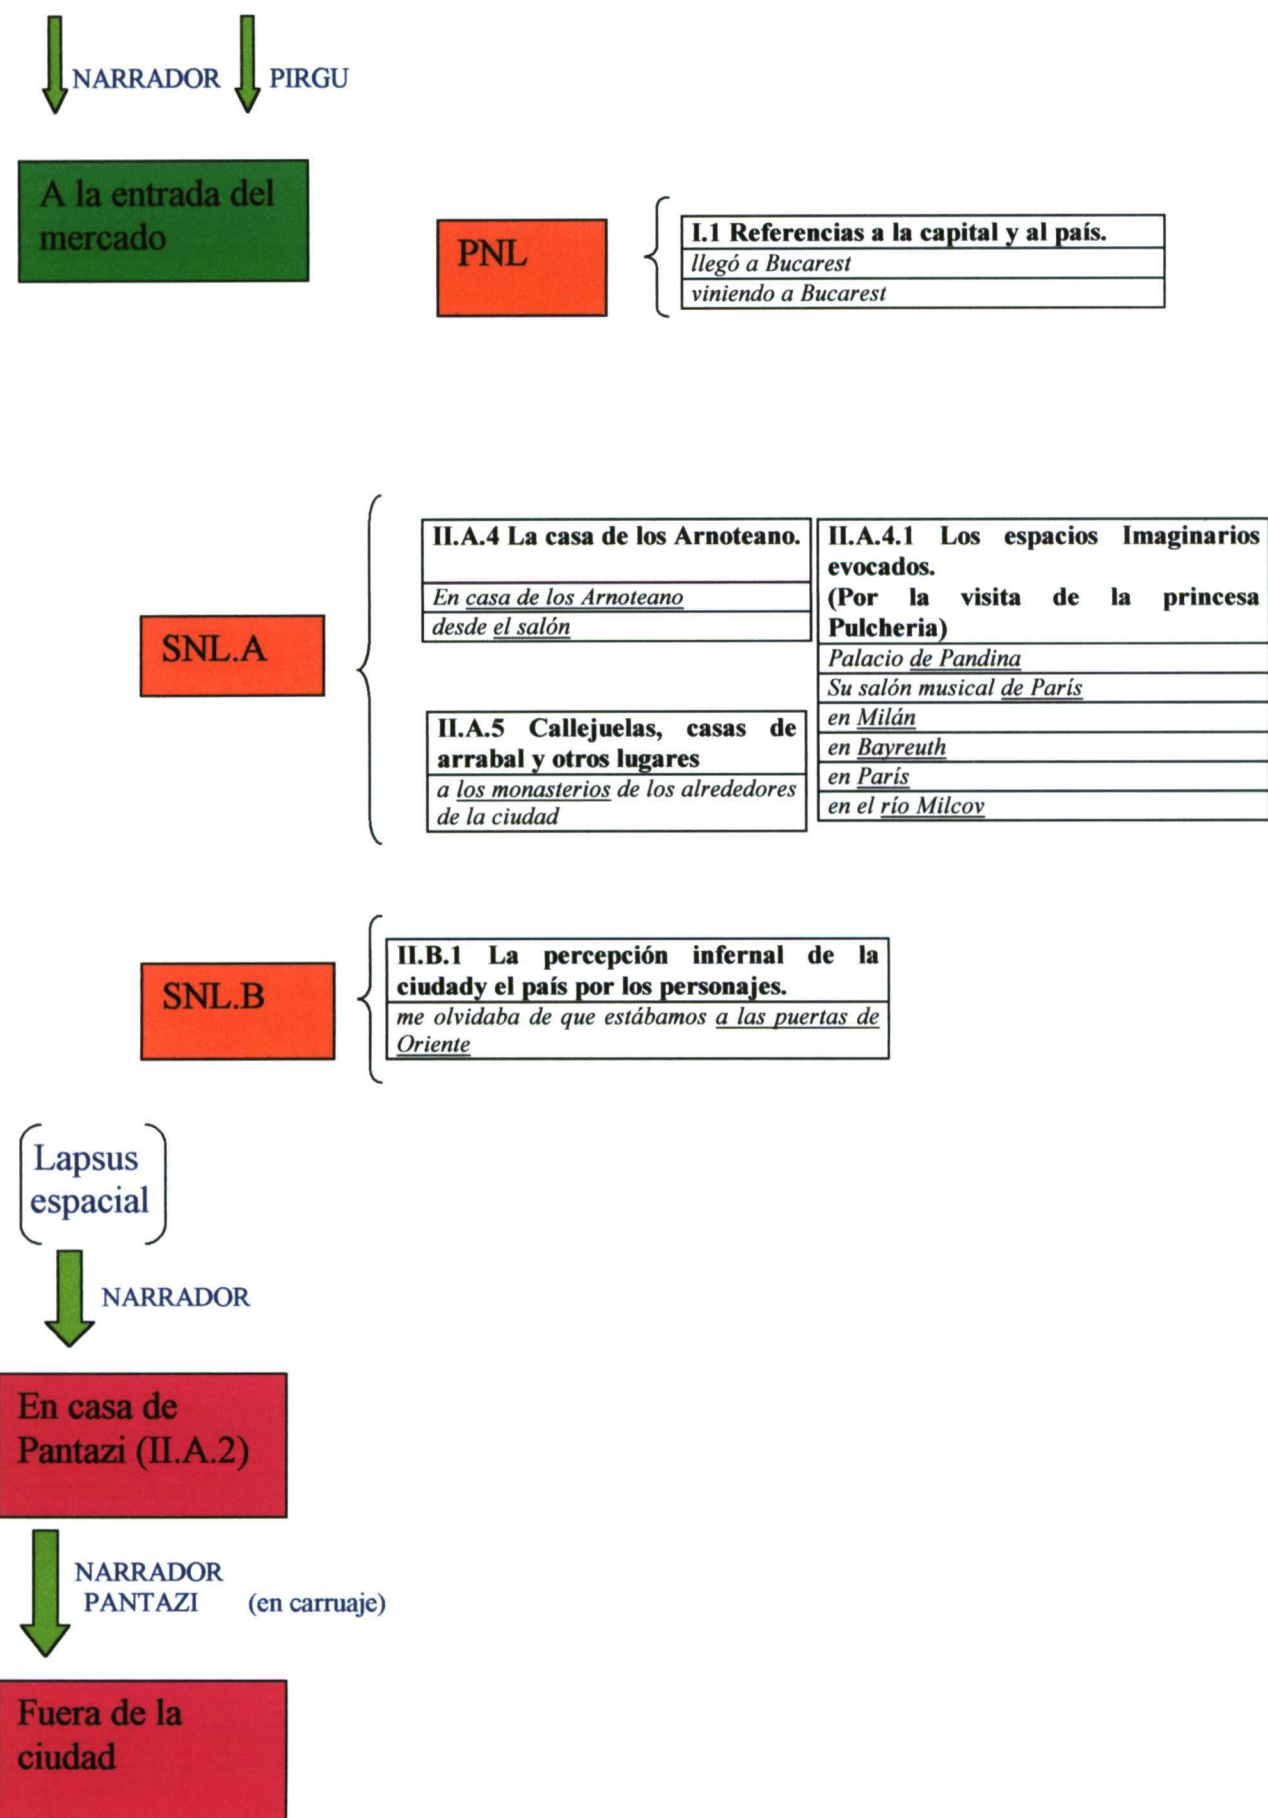 NARRADOR PIRGU
A la entrada del
mercado
PNL
I.1 Referencias a la capital y al país.
llegó a Bucarest
viniendo a Bucarest
SNL.A
II.A.4 La casa de los Arnoteano.
En casa de los Arnoteano
desde el salón
II.A.5 Callejuelas, casas de
arrabal y otros lugares
a los monasterios de los alrededores
de la ciudad
II.A.4.1 Los espacios Imaginarios
evocados.
(Por la visita de la princesa
Pulcheria)
Palacio de Pandina
Su salón musical de París
en Milán
en Bayreuth
en París
en el río Milcov
SNL.B
II.B.1 La percepción infernal de la
ciudady el país por los personajes.
me olvidaba de que estábamos a las puertas de
Oriente
Lapsus
espacial
NARRADOR
En casa de
Pantazi (II.A.2)
NARRADOR
PANTAZI (en carruaje)
Fuera de la
ciudad